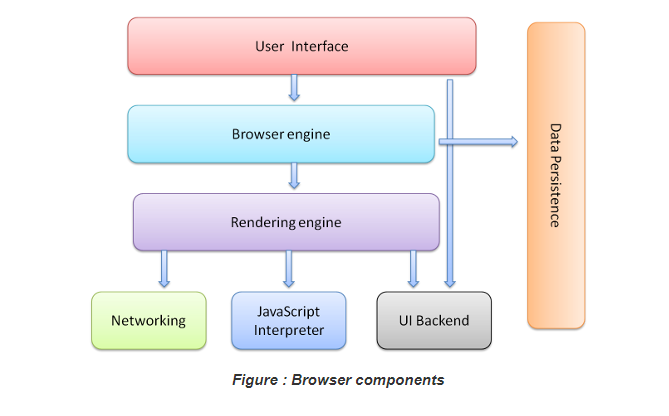 User Interface
Browser engine
Data Persistence
Rendering engine
Networking
JavaScript
Interpreter
UI Backend
Figure : Browser components